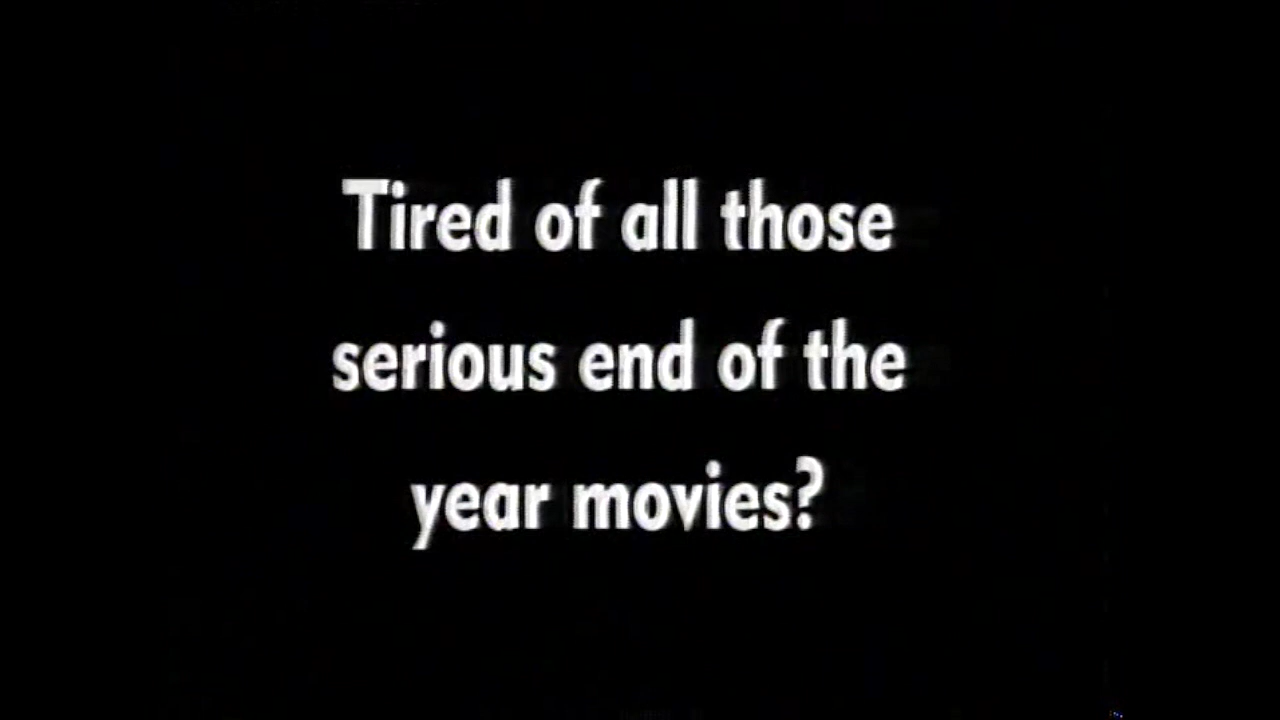 Tired of all those
serious end of the
year movies?